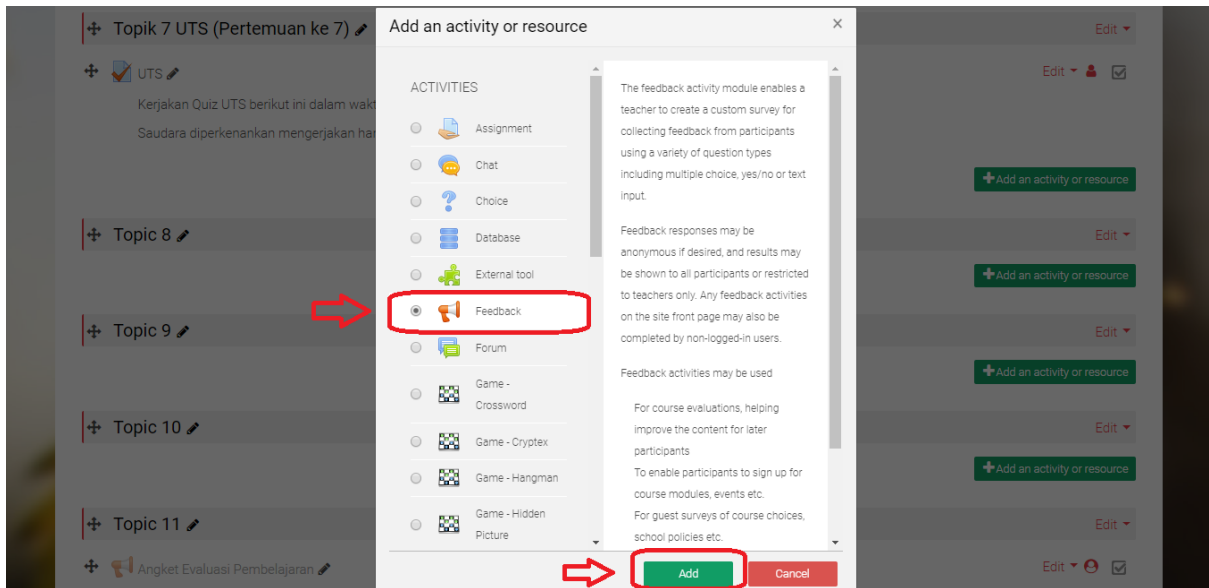 Topik 7 UTS (Pertemuan ke 7)
Edit
UTS
Edit
Kerjakan Quiz UTS berikut ini dalam
Saudara diperkenankan mengerjakan
+Add an activity or resource
Topic 8
Edit
+Add an activity or resource
Topic 9
Edit
+Add an activity or resource
Topic 10
Edit
+Add an activity or resource
Topic 11
Edit
Angket Evaluasi Pembelajaran
Edit
Add an activity or resource
×
ACTIVITIES
Assignment
Chat
Choice
Database
External tool
Feedback
Forum
Game -
Crossword
Game - Cryptex
Game - Hangman
Game - Hidden
Picture
The feedback activity module enables a
teacher to create a custom survey for
collecting feedback from participants
using a variety of question types
including multiple choice, yes/no or text
input.
Feedback responses may be
anonymous if desired, and results may
be shown to all participants or restricted
to teachers only. Any feedback activities
on the site front page may also be
completed by non-logged-in users.
Feedback activities may be used
For course evaluations, helping
improve the content for later
participants
To enable participants to sign up for
course modules, events etc.
For guest surveys of course choices,
school policies etc.
Add
Cancel